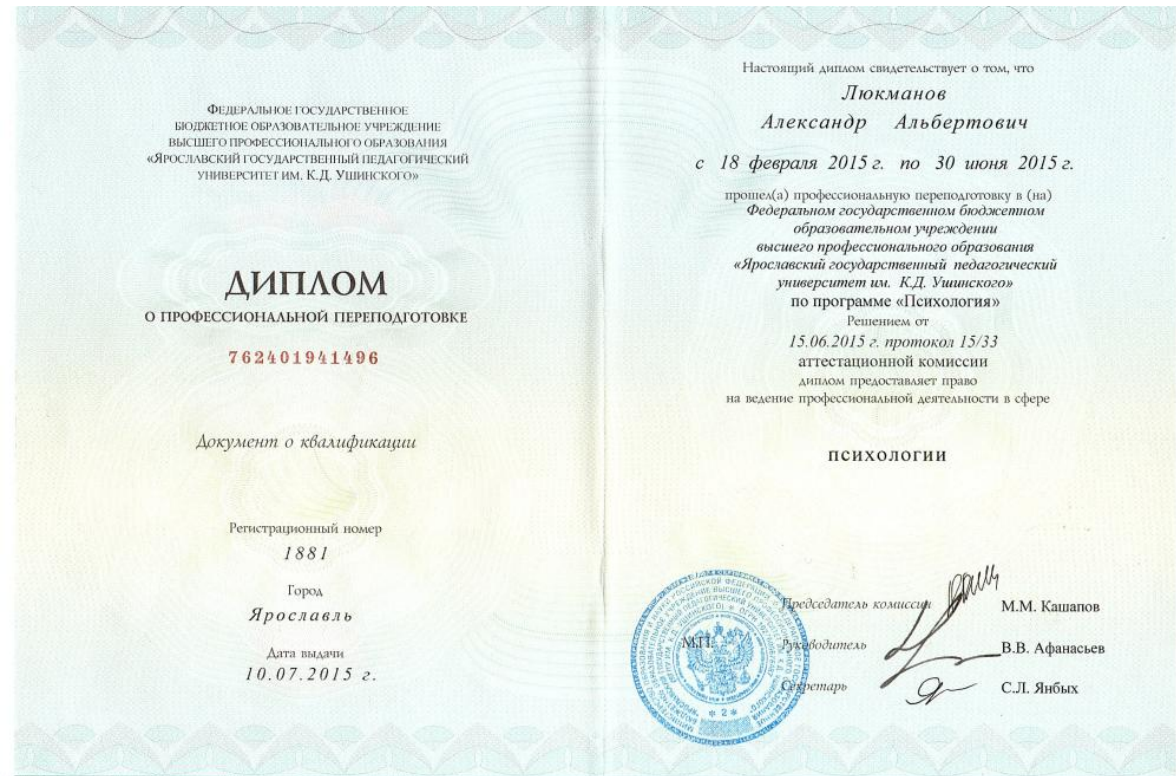 Федеральное государственное
бюджетное образовательное учреждение
высшего профессионального образования
«Ярославский государственный педагогический
университет им. К.Д. Ушинского»
ДИПЛОМ
О ПРОФЕССИОНАЛЬНОЙ ПЕРЕПОДГОТОВКЕ
762401941496
Документ о квалификации
Регистрационный номер
1881
Город
Ярославль
Дата выдачи
10.07.2015 г.
Настоящий диплом свидетельствует о том, что
Люкманов
Александр Альбертович
с 18 февраля 2015 г. по 30 июня 2015 г.
прошел(а) профессиональную переподготовку в (на)
Федеральном государственном бюджетном
образовательном учреждении
высшего профессионального образования
«Ярославский государственный педагогический
университет им. К.Д. Ушинского»
по программе «Психология»
Решением от
15.06.2015 г. протокол 15/33
аттестационной комиссии
диплом предоставляет право
на ведение профессиональной деятельности в сфере
ПСИХОЛОГИИ
Председатель комиссии М.М. Кашапов
М.П. Руководитель В.В. Афанасьев
Секретарь С.Л. Янбых